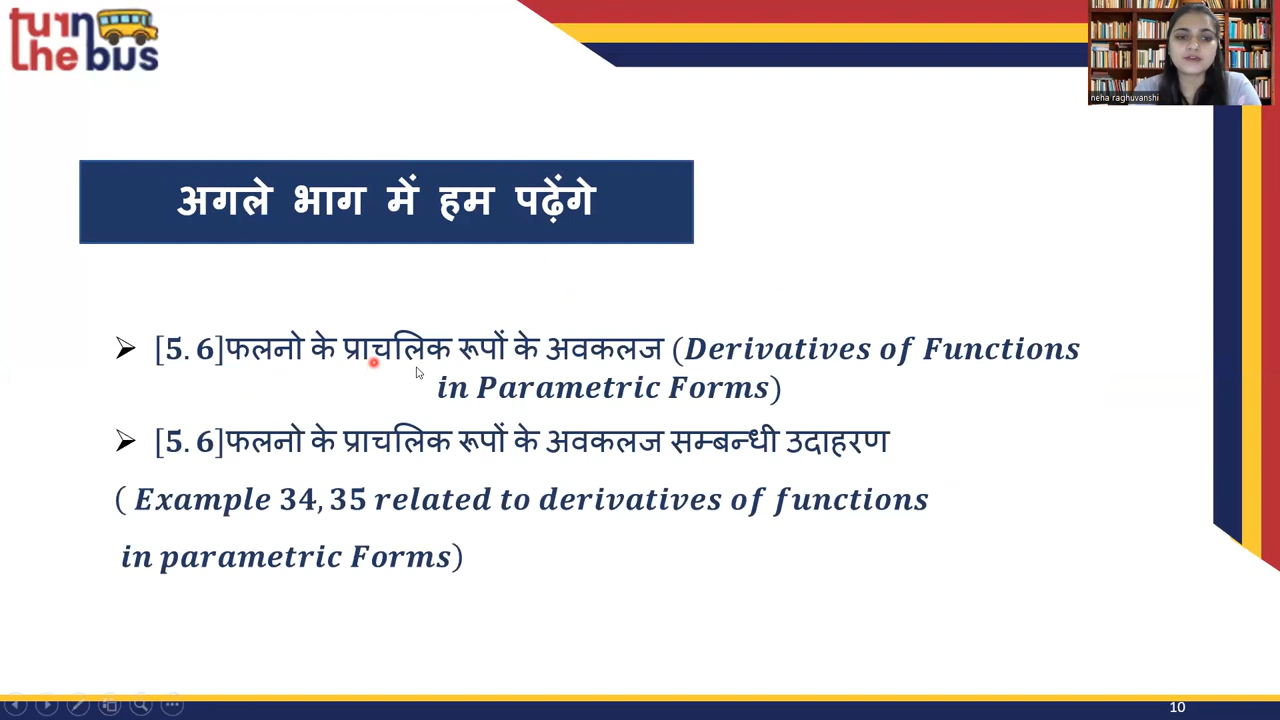 turn
the bus
neha raghuvanshi
अगले भाग में हम पढ़ेंगे
➢ [5.6]फलनो के प्राचलिक रूपों के अवकलज (Derivatives of Functions
in Parametric Forms)
➢ [5.6]फलनो के प्राचलिक रूपों के अवकलज सम्बन्धी उदाहरण
( Example 34,35 related to derivatives of functions
in parametric Forms)
10